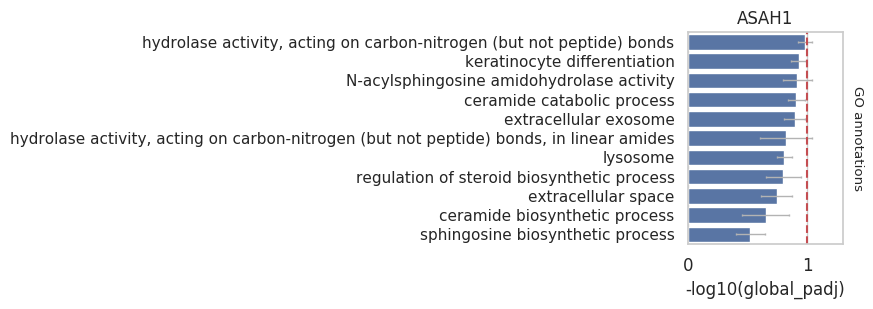 ASAH1
hydrolase activity, acting on carbon-nitrogen (but not peptide) bonds
keratinocyte differentiation
N-acylsphingosine amidohydrolase activity
ceramide catabolic process
extracellular exosome
hydrolase activity, acting on carbon-nitrogen (but not peptide) bonds, in linear amides
lysosome
regulation of steroid biosynthetic process
extracellular space
ceramide biosynthetic process
sphingosine biosynthetic process
GO annotations
0 1
-log10(global_padj)